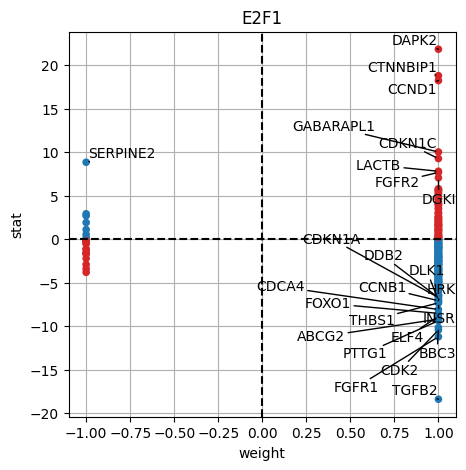 E2F1
DAPK2
CTNNBIP1
CCND1
GABARAPL1
CDKN1C
SERPINE2
LACTB
FGFR2
DGKI
CDKN1A
DDB2
DLK1
CDCA4
CCNB1
HRK
FOXO1
THBS1
INSR
ABCG2
ELF4
PTTG1
BBC3
CDK2
FGFR1
TGFB2
20
15
10
5
0
−5
−10
−15
−20
stat
−1.00
−0.75
−0.50
−0.25
0.00
0.25
0.50
0.75
1.00
weight